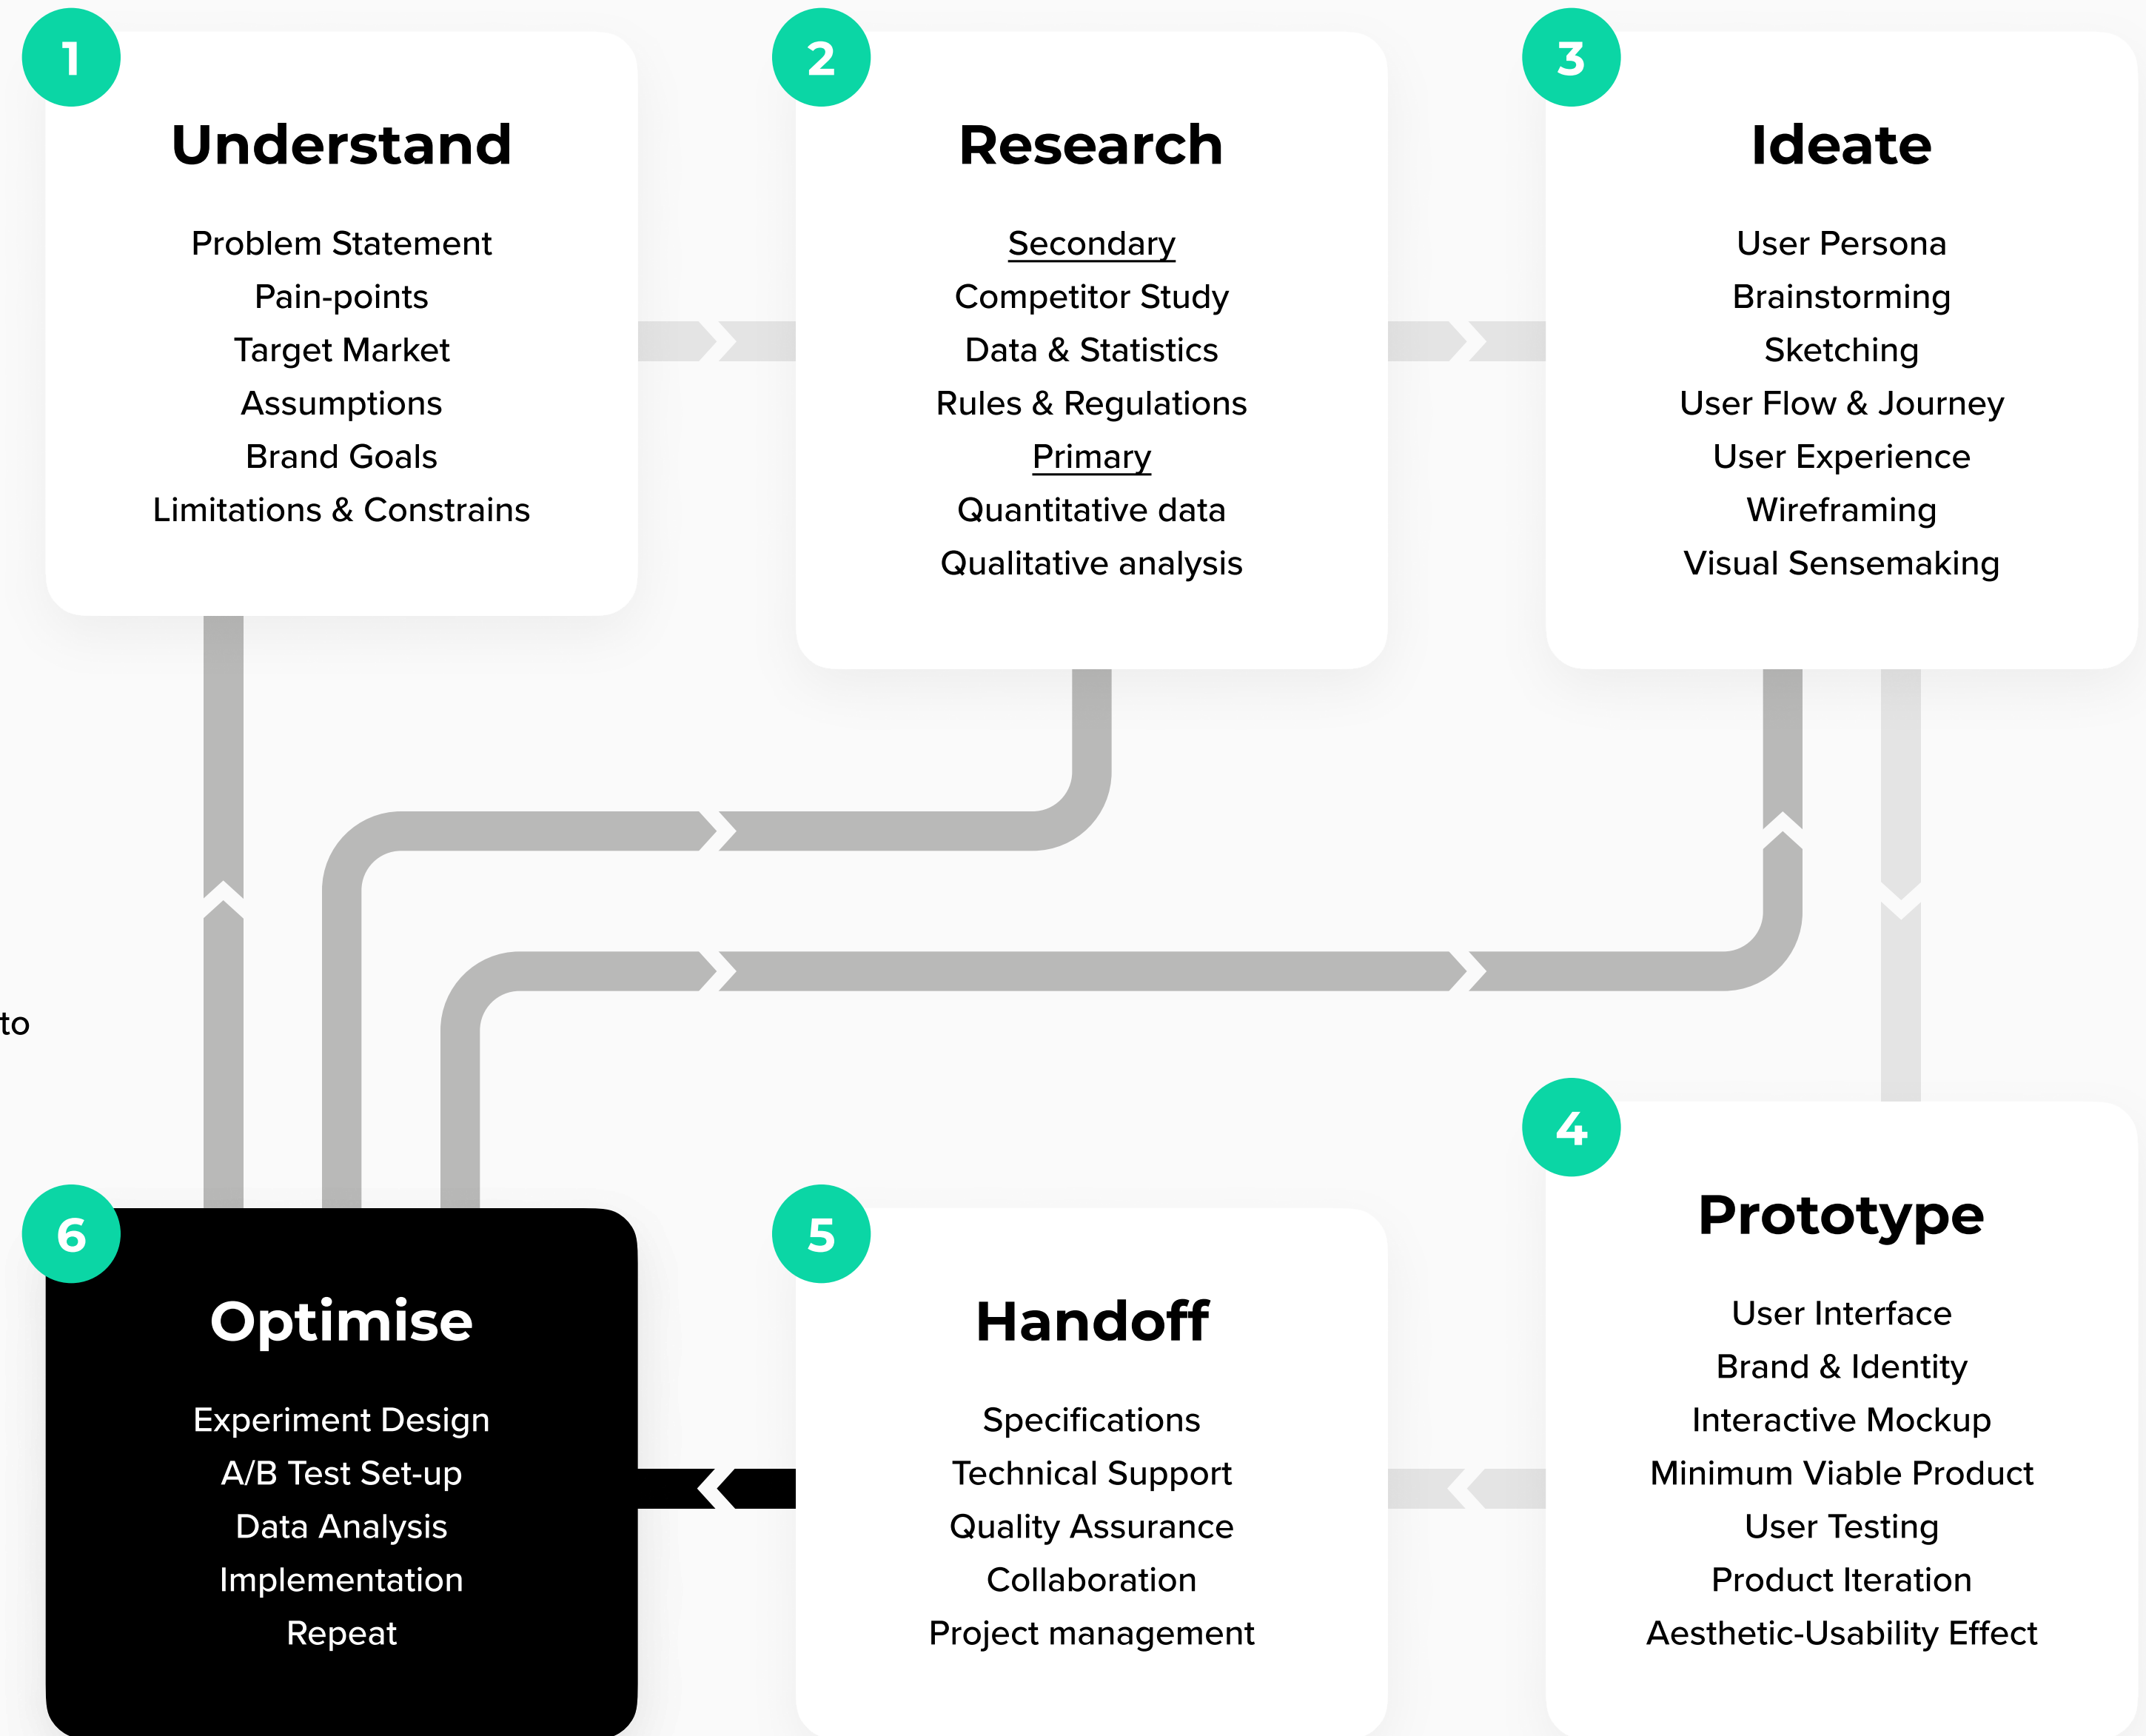 1
Understand
Problem Statement
Pain-points
Target Market
Assumptions
Brand Goals
Limitations & Constrains
2
Research
Secondary
Competitor Study
Data & Statistics
Rules & Regulations
Primary
Quantitative data
Qualitative analysis
3
Ideate
User Persona
Brainstorming
Sketching
User Flow & Journey
User Experience
Wireframing
Visual Sensemaking
to
4
Prototype
User Interface
Brand & Identity
Interactive Mockup
Minimum Viable Product
User Testing
Product Iteration
Aesthetic-Usability Effect
5
Handoff
Specifications
Technical Support
Quality Assurance
Collaboration
Project management
6
Optimise
Experiment Design
A/B Test Set-up
Data Analysis
Implementation
Repeat